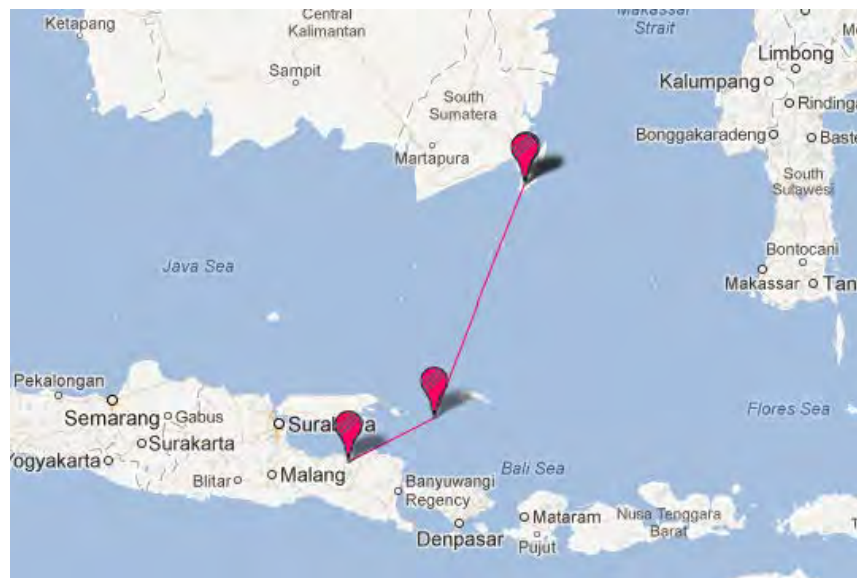 Makassar
Strait
Ketapang
Central
Kalimantan
Limbong
Sampit
Kalumpang
South
Sumatera
Rinding
Bonggakaradeng
Baste
Martapura
South
Sulawesi
Java Sea
Bontocani
Makassar
Tan
Pekalongan
Semarang
Gabus
Flores Sea
Surabaya
Surakarta
Yogyakarta
Bali Sea
Blitar
Malang
Banyuwangi
Regency
Mataram
Nusa Tenggara
Barat
Denpasar
Pujut